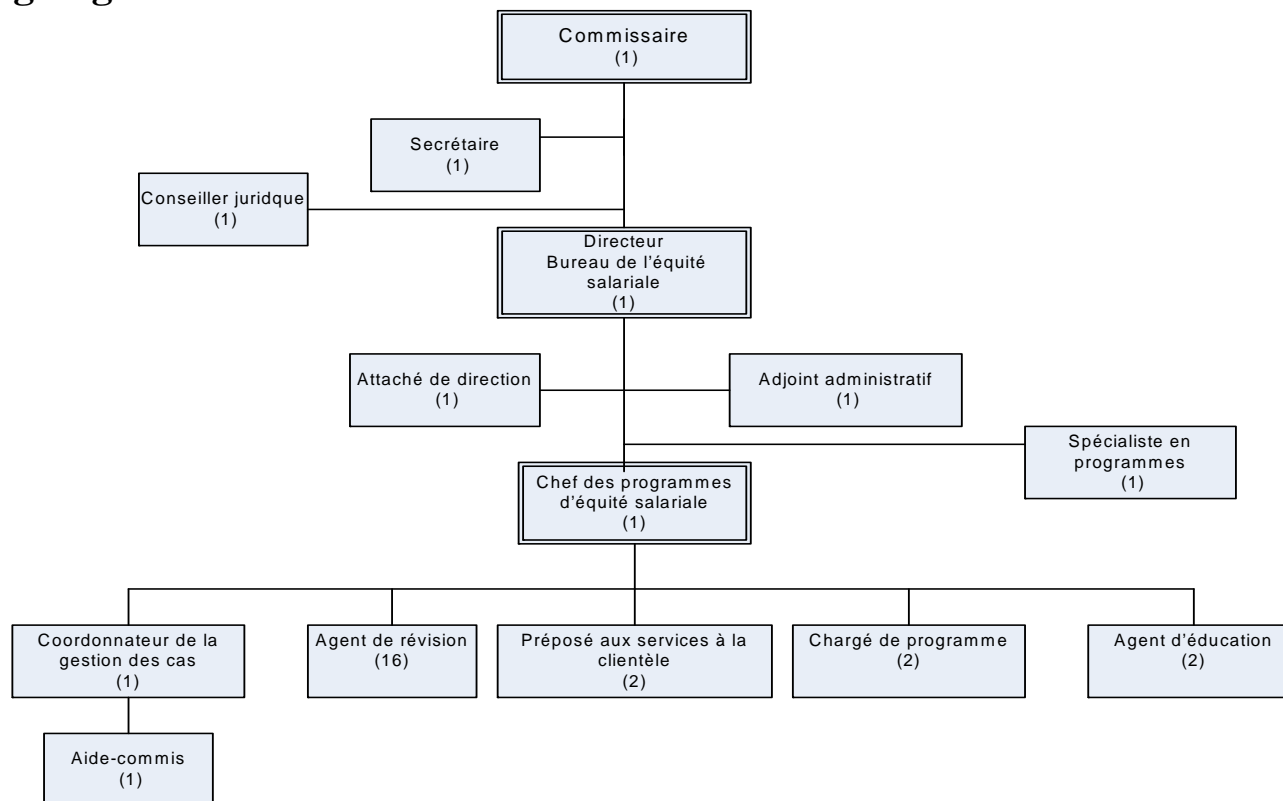 Commissaire
(1)
Secrétaire
(1)
Conseiller juridque
(1)
Directeur
Bureau de l'équité
salariale
(1)
Attaché de direction
(1)
Adjoint administratif
(1)
Spécialiste en
programmes
(1)
Chef des programmes
d'équité salariale
(1)
Coordonnateur de la
gestion des cas
(1)
Agent de révision
(16)
Préposé aux services à la
clientèle
(2)
Chargé de programme
(2)
Agent d'éducation
(2)
Aide-commis
(1)